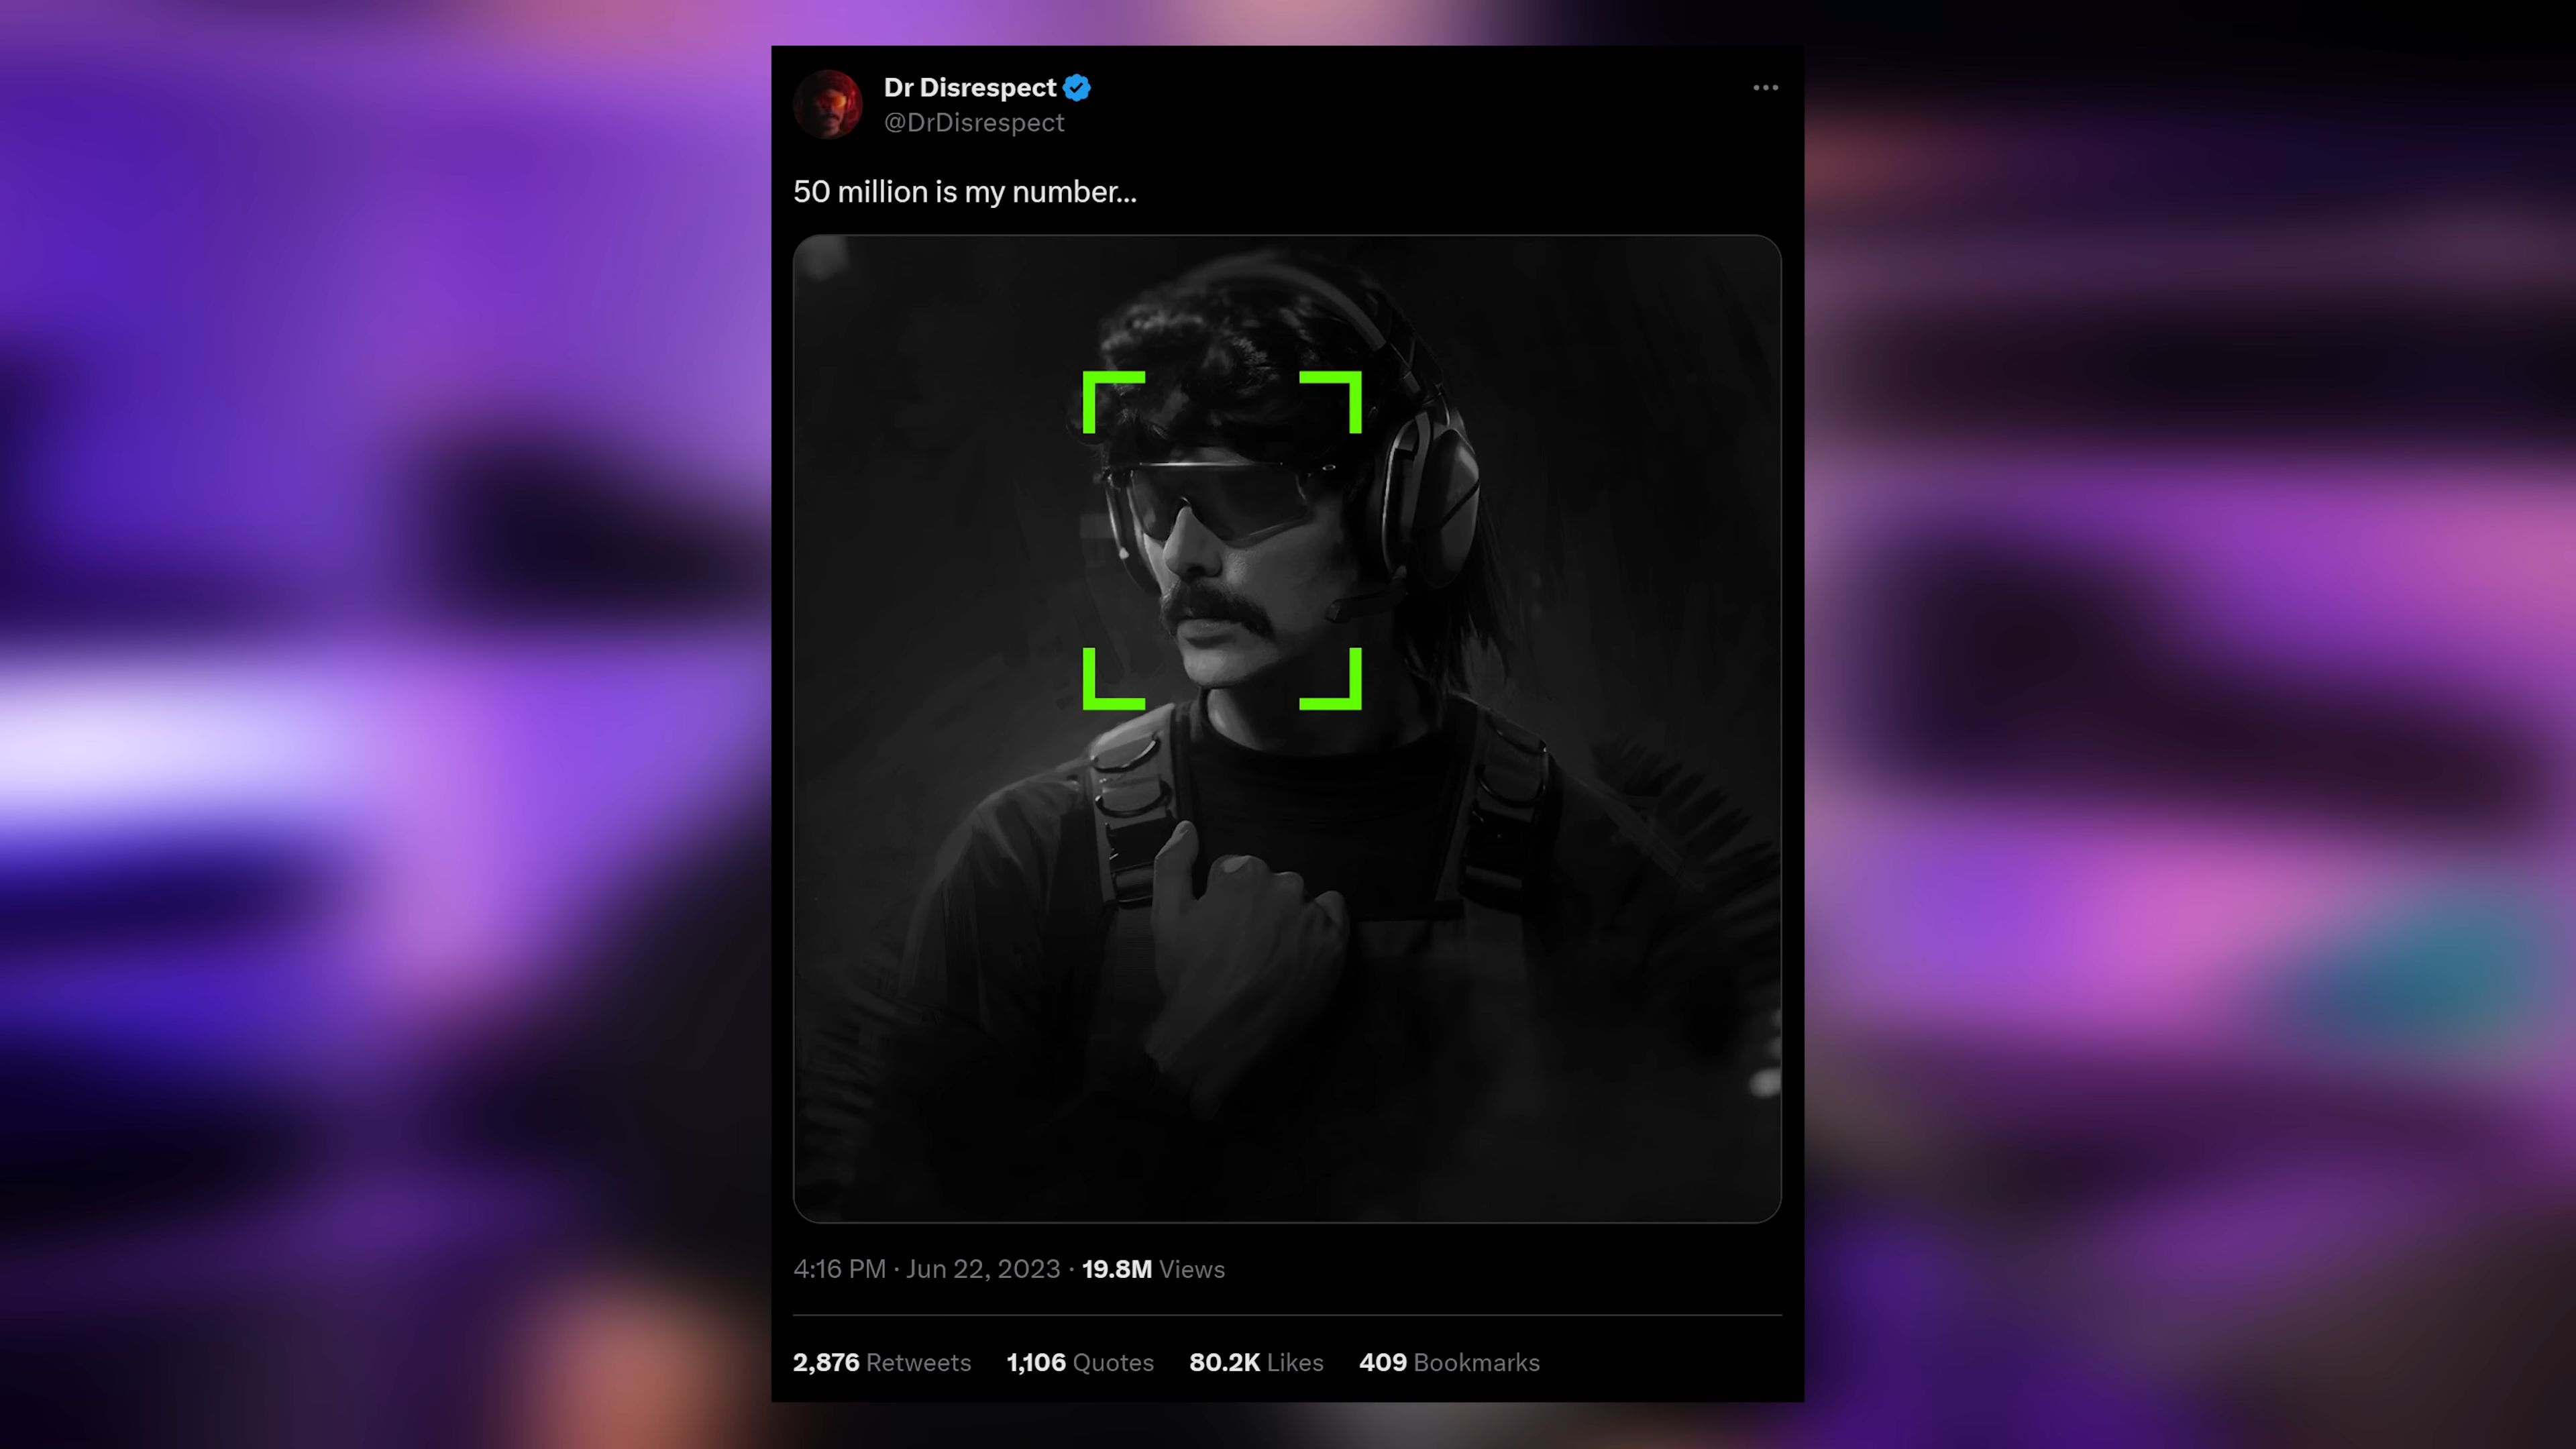 Dr Disrespect
@DrDisrespect
50 million is my number...
4:16 PM · Jun 22, 2023 · 19.8M Views
2,876 Retweets 1,106 Quotes 80.2K Likes 409 Bookmarks